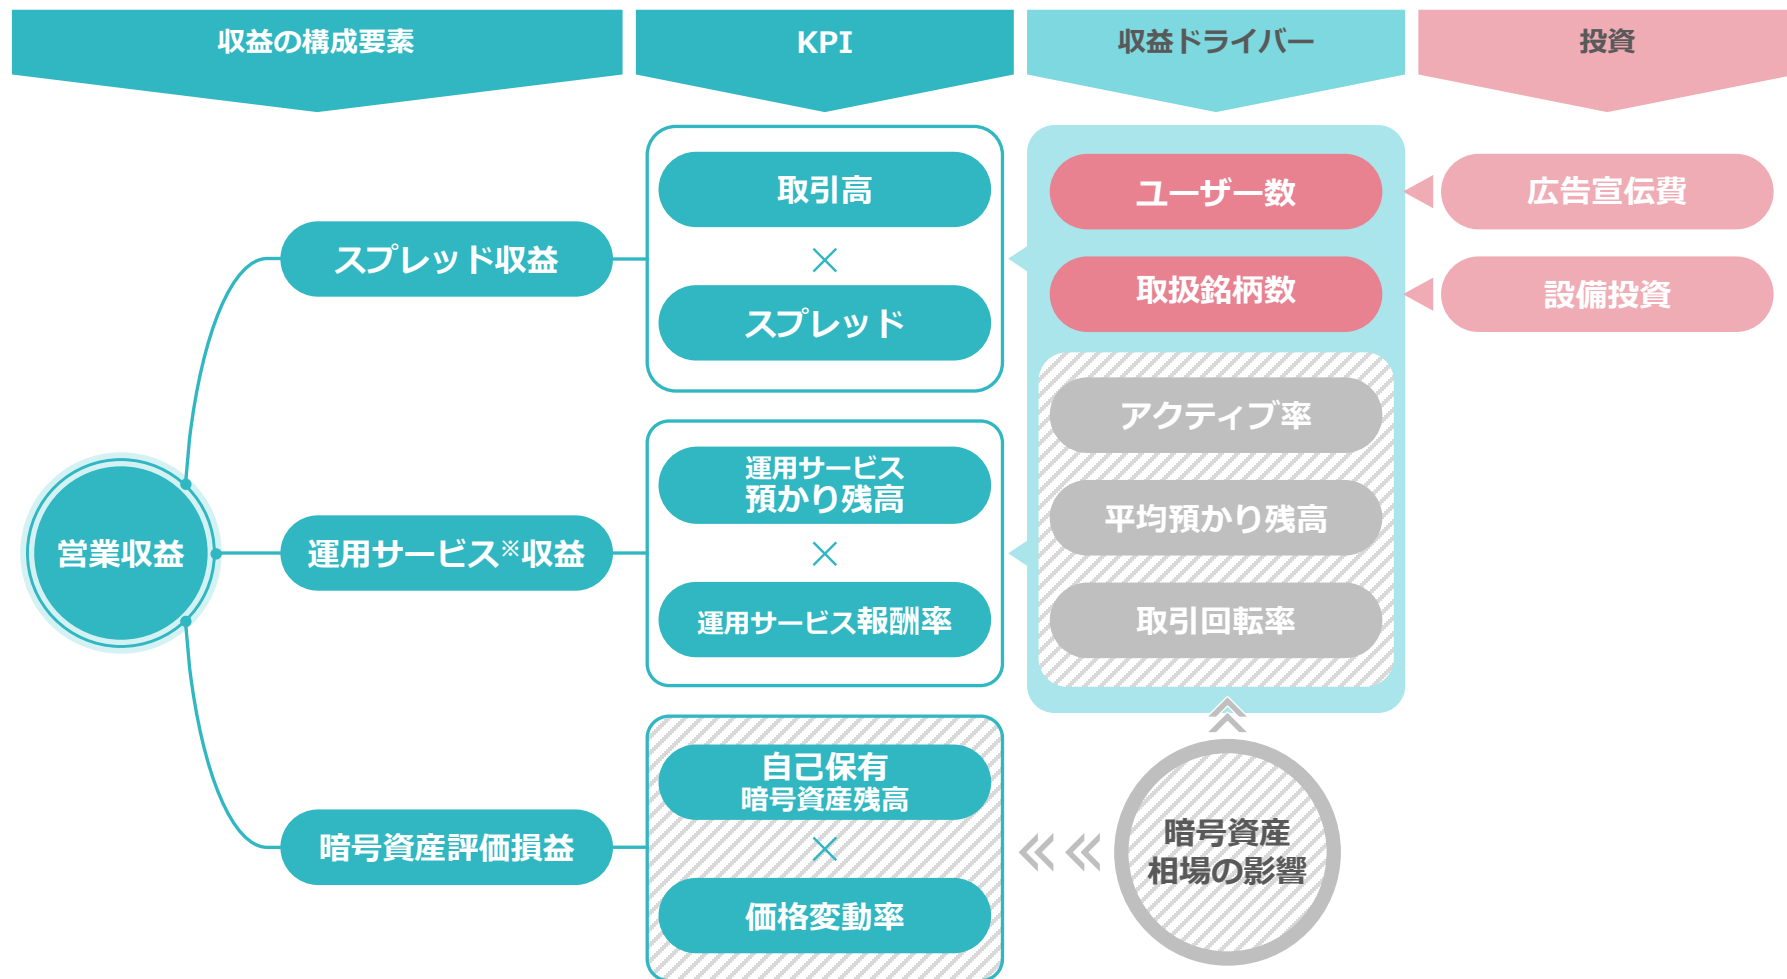 収益の構成要素
KPI
収益ドライバー
投資
取引高
×
スプレッド
スプレッド収益
ユーザー数
取扱銘柄数
広告宣伝費
設備投資
アクティブ率
平均預かり残高
取引回転率
運用サービス
預かり残高
×
運用サービス報酬率
営業収益
運用サービス※収益
自己保有
暗号資産残高
×
価格変動率
暗号資産評価損益
暗号資産
相場の影響